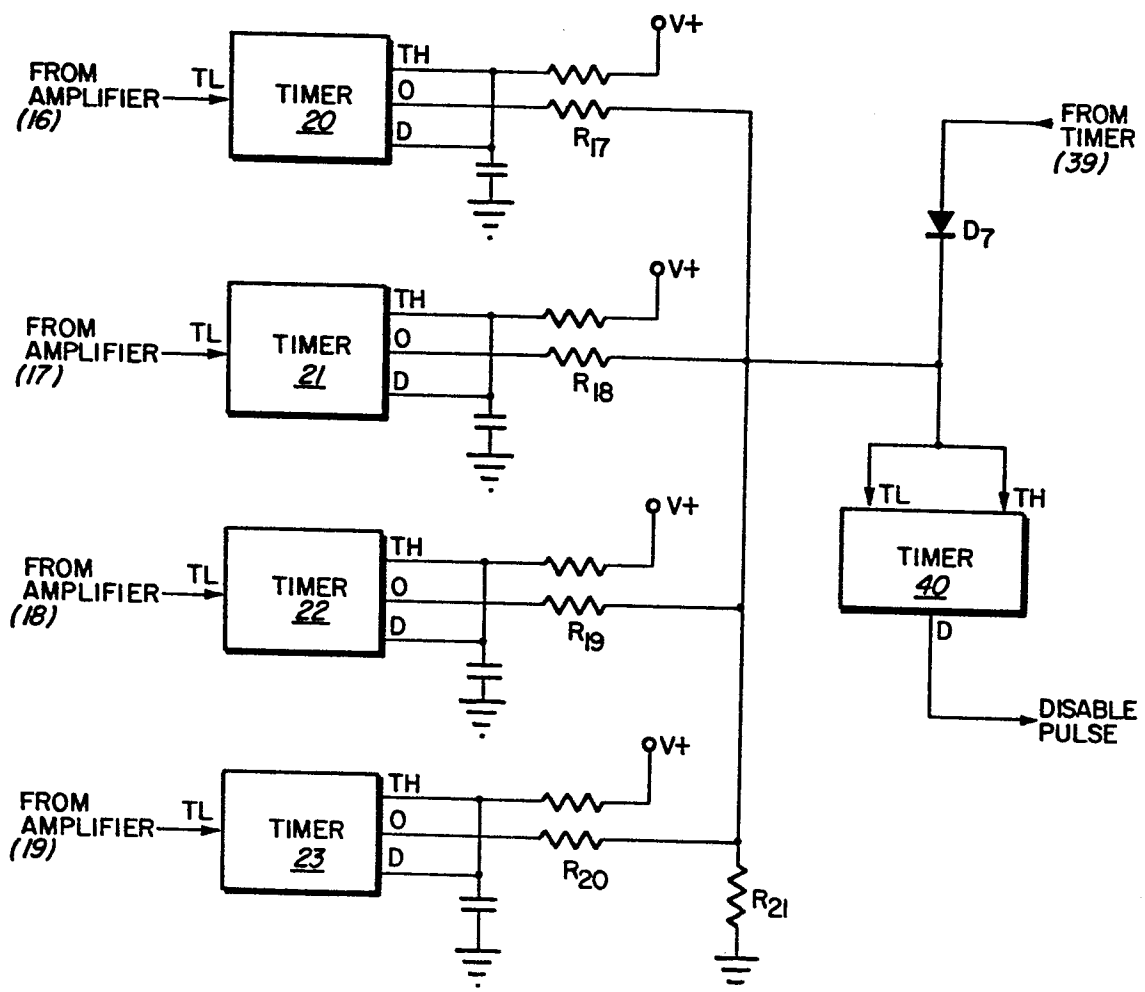 V+
FROM
AMPLIFIER
(16)
TL
TIMER
20
TH
O
D
R17
FROM
TIMER
(39)
D7
V+
FROM
AMPLIFIER
(17)
TL
TIMER
21
TH
O
D
R18
TL
TH
TIMER
40
D
DISABLE
PULSE
V+
FROM
AMPLIFIER
(18)
TL
TIMER
22
TH
O
D
R19
V+
FROM
AMPLIFIER
(19)
TL
TIMER
23
TH
O
D
R20
R21